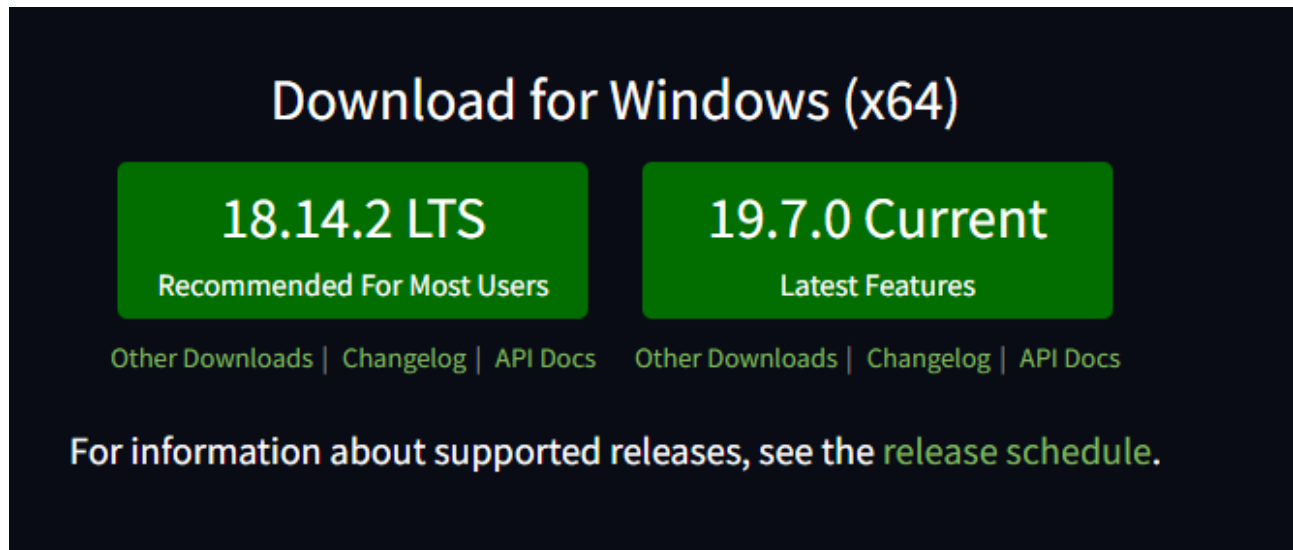 Download for Windows (x64)
18.14.2 LTS
Recommended For Most Users
19.7.0 Current
Latest Features
Other Downloads | Changelog | API Docs
Other Downloads | Changelog | API Docs
For information about supported releases, see the release schedule.